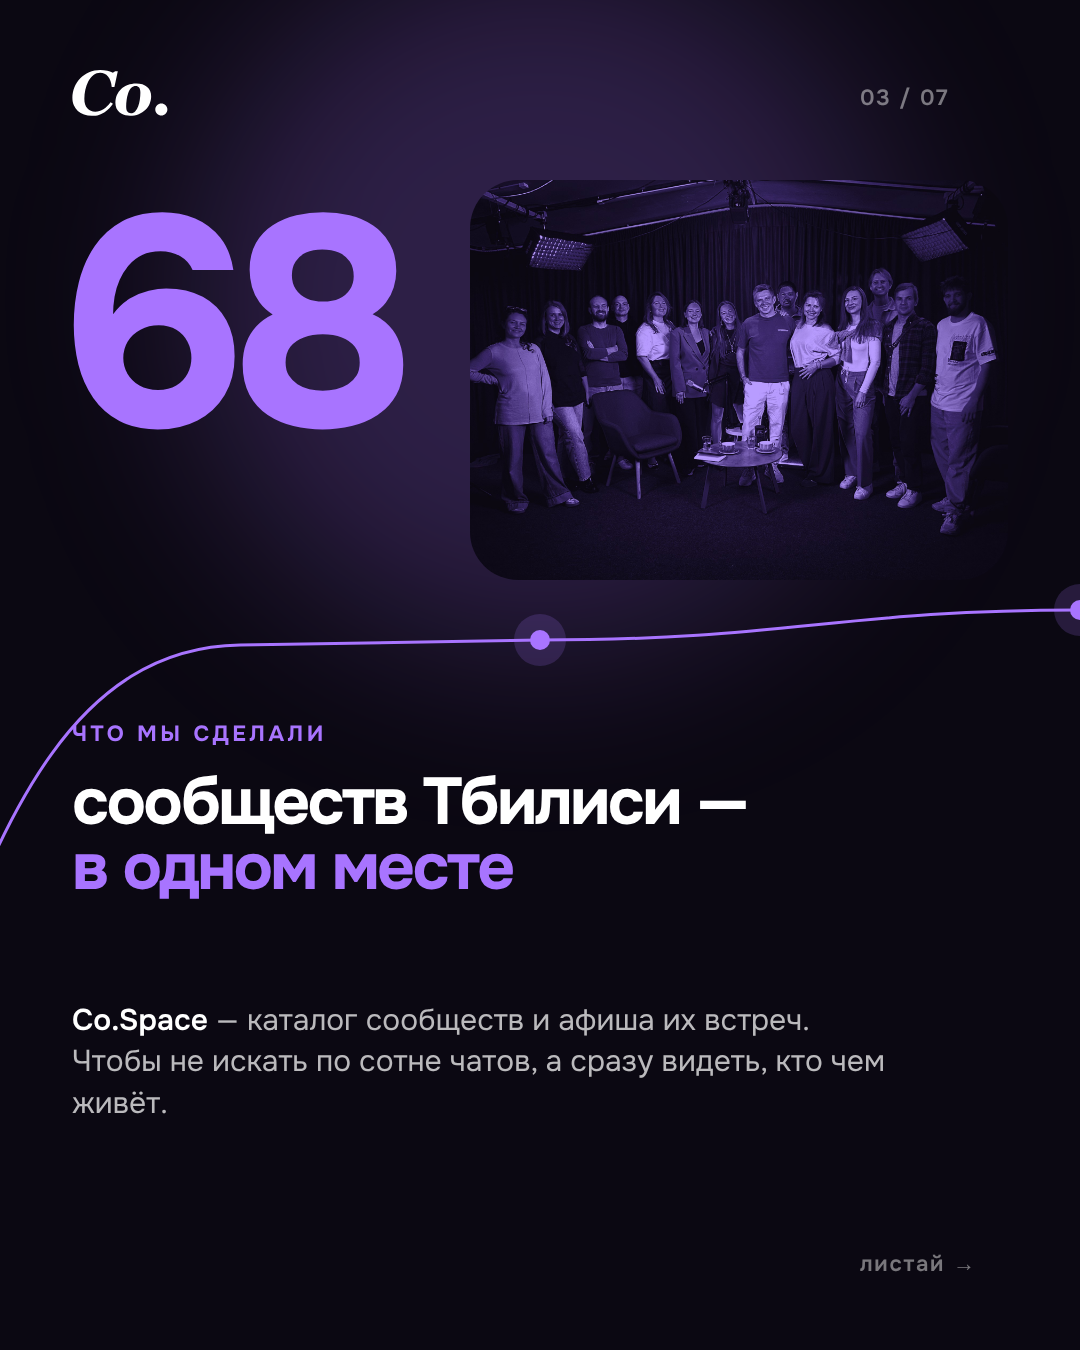 Co.
03 / 07
68
ЧТО МЫ СДЕЛАЛИ
сообществ Тбилиси —
в одном месте
Co.Space — каталог сообществ и афиша их встреч.
Чтобы не искать по сотне чатов, а сразу видеть, кто чем
живёт.
листай →